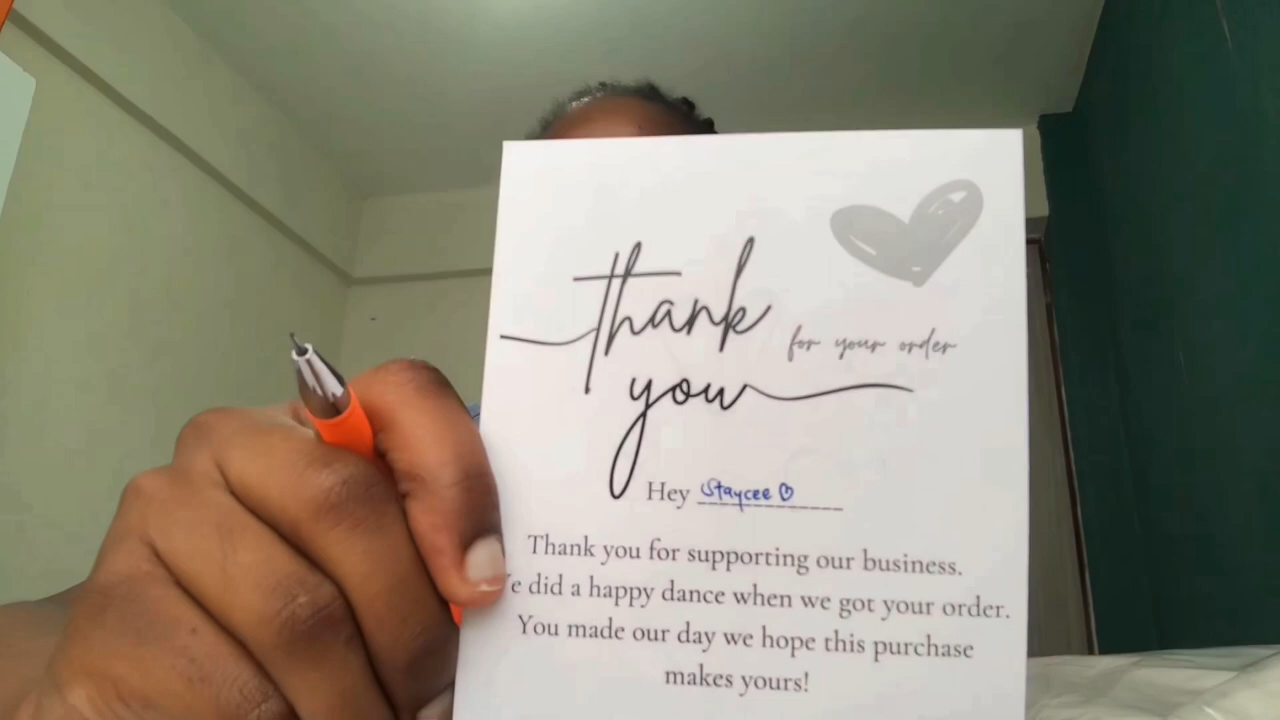 thank
for your order
you
Hey Staycee ♡
Thank you for supporting our business.
We did a happy dance when we got your order.
You made our day we hope this purchase
makes yours!